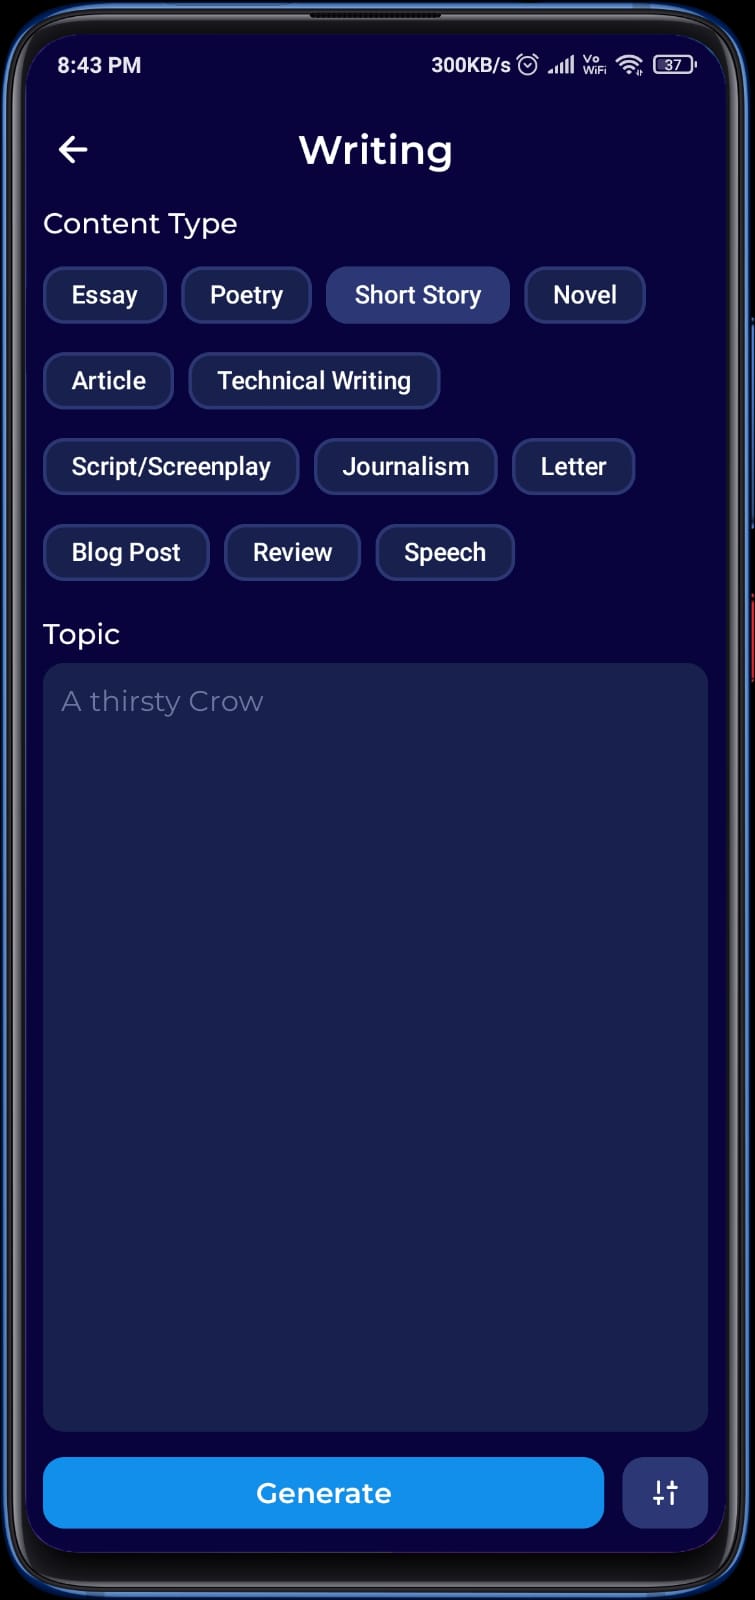 8:43 PM 300KB/s Vo WiFi 37
Writing
Content Type
Essay Poetry Short Story Novel
Article Technical Writing
Script/Screenplay Journalism Letter
Blog Post Review Speech
Topic
A thirsty Crow
Generate